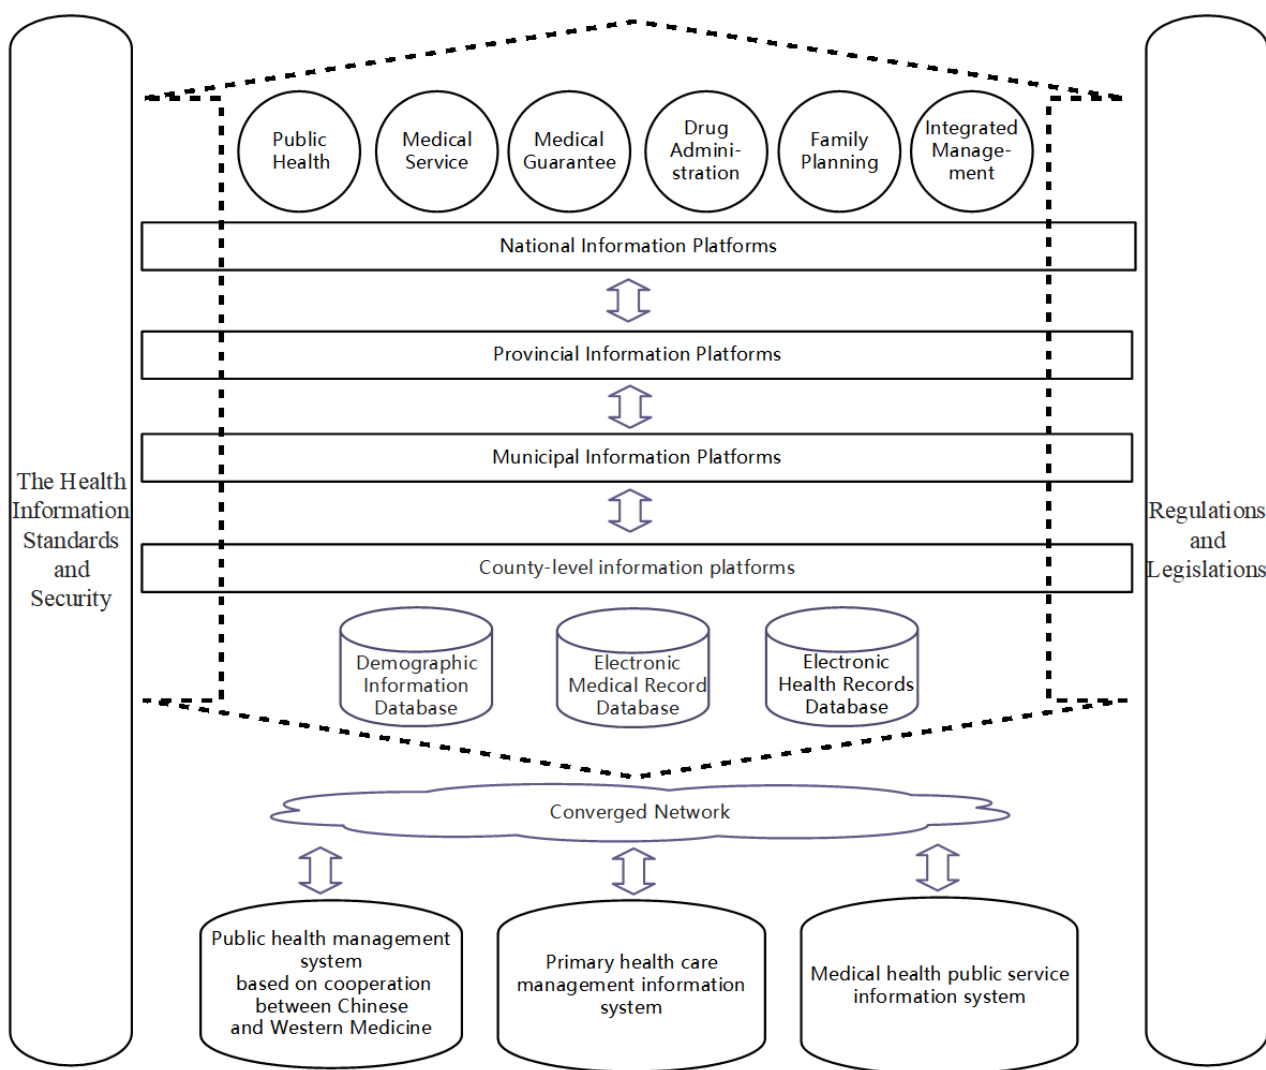 Public
Health
Medical
Service
Medical
Guarantee
Drug
Admini-
stration
Family
Planning
Integrated
Manage-
ment
National Information Platforms
Provincial Information Platforms
Municipal Information Platforms
County-level information platforms
The Health
Information
Standards
and
Security
Regulations
and
Legislations
Demographic
Information
Database
Electronic
Medical Record
Database
Electronic
Health Records
Database
Converged Network
Public health management
system
based on cooperation
between Chinese
and Western Medicine
Primary health care
management information
system
Medical health public service
information system